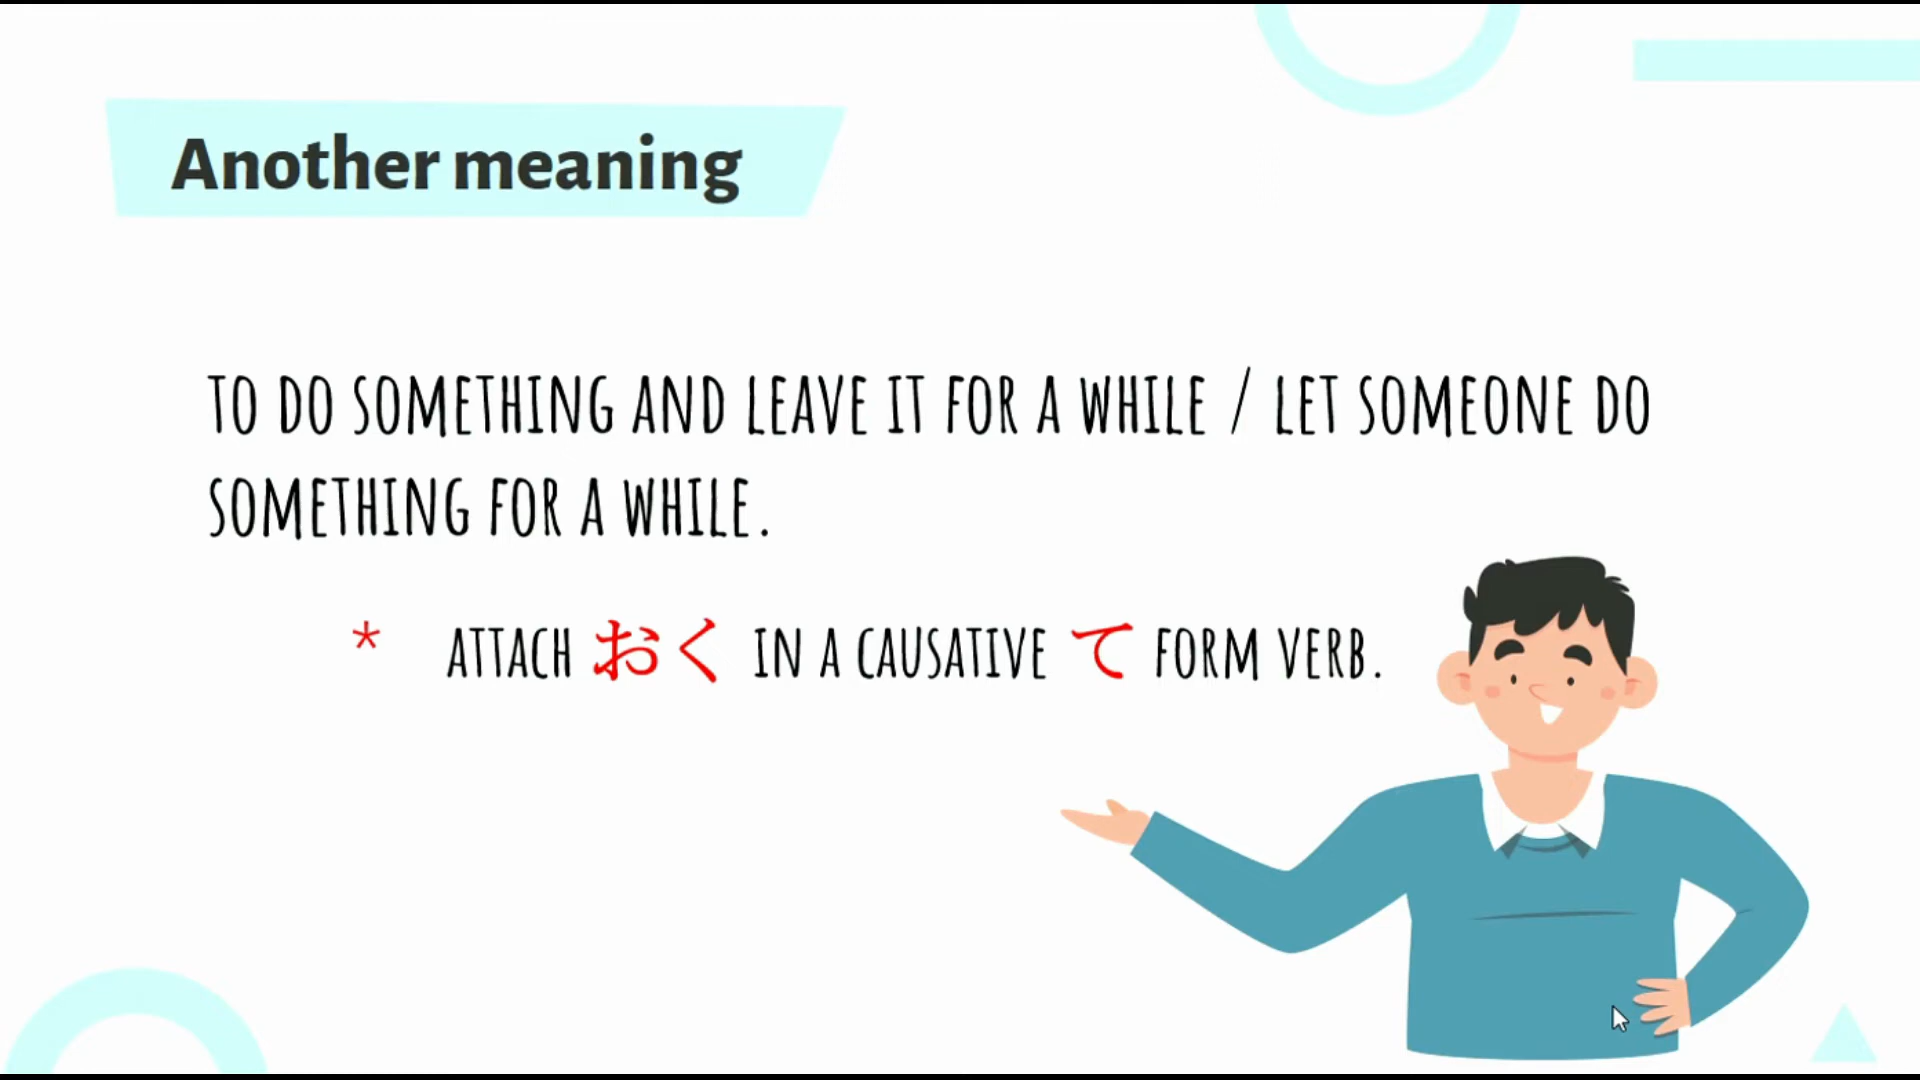 Another meaning
TO DO SOMETHING AND LEAVE IT FOR A WHILE / LET SOMEONE DO
SOMETHING FOR A WHILE.
* ATTACH おく IN A CAUSATIVE て FORM VERB.